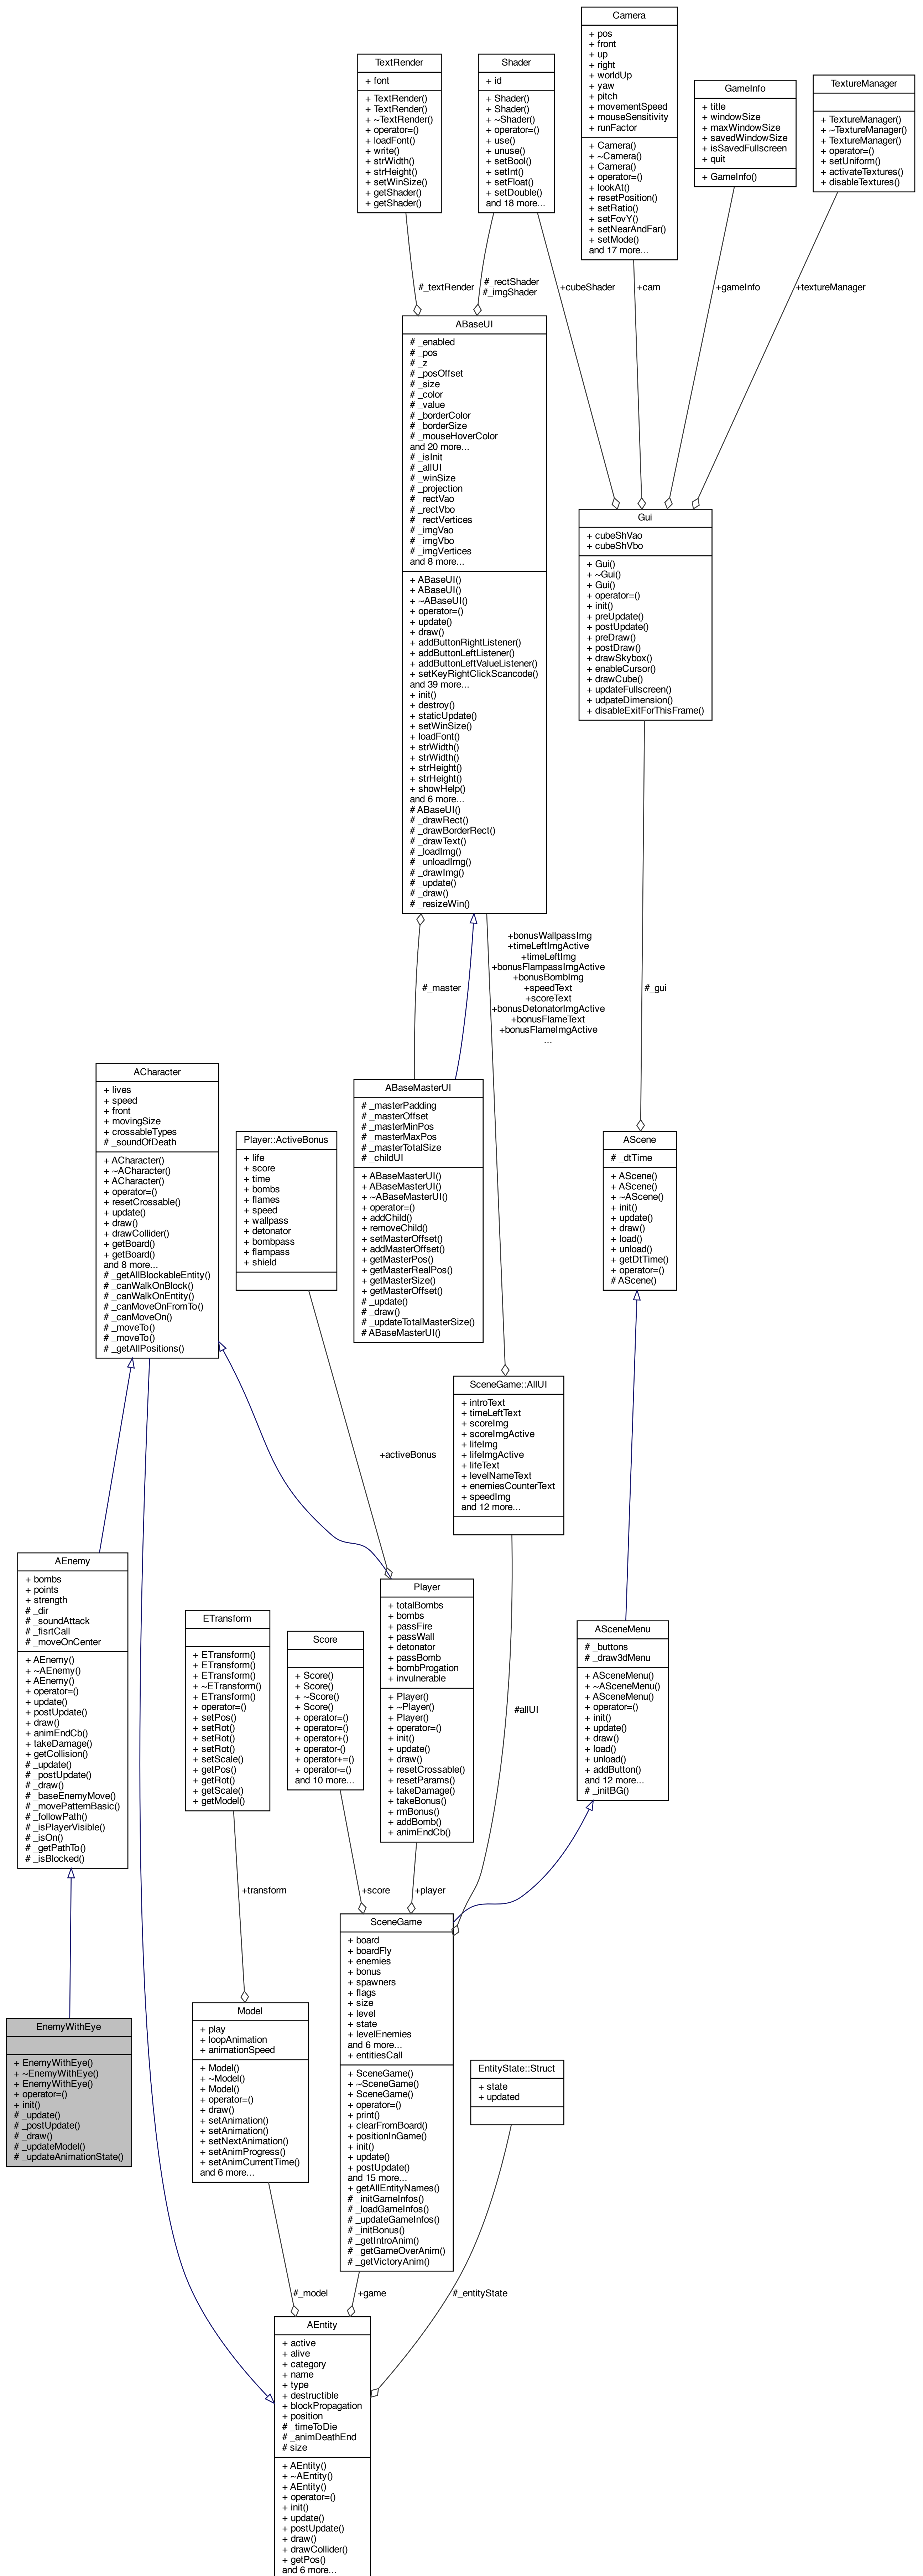 Camera
+ pos
+ front
+ up
+ right
+ worldUp
+ yaw
+ pitch
+ movementSpeed
+ mouseSensitivity
+ runFactor
+ Camera()
+ ~Camera()
+ Camera()
+ operator=()
+ lookAt()
+ resetPosition()
+ setRatio()
+ setFovY()
+ setNearAndFar()
+ setMode()
and 17 more...
TextRender
+ font
+ TextRender()
+ TextRender()
+ ~TextRender()
+ operator=()
+ loadFont()
+ write()
+ strWidth()
+ strHeight()
+ setWinSize()
+ getShader()
+ getShader()
Shader
+ id
+ Shader()
+ Shader()
+ ~Shader()
+ operator=()
+ use()
+ unuse()
+ setBool()
+ setInt()
+ setFloat()
+ setDouble()
and 18 more...
GameInfo
+ title
+ windowSize
+ maxWindowSize
+ savedWindowSize
+ isSavedFullscreen
+ quit
+ GameInfo()
TextureManager
+ TextureManager()
+ ~TextureManager()
+ TextureManager()
+ operator=()
+ setUniform()
+ activateTextures()
+ disableTextures()
#_textRender
#_rectShader
#_imgShader
+cubeShader
+cam
+gameInfo
+textureManager
ABaseUI
# _enabled
# _pos
# _z
# _posOffset
# _size
# _color
# _value
# _borderColor
# _borderSize
# _mouseHoverColor
and 20 more...
# _isInit
# _allUI
# _winSize
# _projection
# _rectVao
# _rectVbo
# _rectVertices
# _imgVao
# _imgVbo
# _imgVertices
and 8 more...
+ ABaseUI()
+ ABaseUI()
+ ~ABaseUI()
+ operator=()
+ update()
+ draw()
+ addButtonRightListener()
+ addButtonLeftListener()
+ addButtonLeftValueListener()
+ setKeyRightClickScancode()
and 39 more...
+ init()
+ destroy()
+ staticUpdate()
+ setWinSize()
+ loadFont()
+ strWidth()
+ strWidth()
+ strHeight()
+ strHeight()
+ showHelp()
and 6 more...
# ABaseUI()
# _drawRect()
# _drawBorderRect()
# _drawText()
# _loadImg()
# _unloadImg()
# _drawImg()
# _update()
# _draw()
# _resizeWin()
Gui
+ cubeShVao
+ cubeShVbo
+ Gui()
+ ~Gui()
+ Gui()
+ operator=()
+ init()
+ preUpdate()
+ postUpdate()
+ preDraw()
+ postDraw()
+ drawSkybox()
+ enableCursor()
+ drawCube()
+ updateFullscreen()
+ udpateDimension()
+ disableExitForThisFrame()
#_master
+bonusWallpassImg
+timeLeftImgActive
+timeLeftImg
+bonusFlampassImgActive
+bonusBombImg
+speedText
+scoreText
+bonusDetonatorImgActive
+bonusFlameText
+bonusFlameImgActive
...
#_gui
ACharacter
+ lives
+ speed
+ front
+ movingSize
+ crossableTypes
# _soundOfDeath
+ ACharacter()
+ ~ACharacter()
+ ACharacter()
+ operator=()
+ resetCrossable()
+ update()
+ draw()
+ drawCollider()
+ getBoard()
+ getBoard()
and 8 more...
# _getAllBlockableEntity()
# _canWalkOnBlock()
# _canWalkOnEntity()
# _canMoveOnFromTo()
# _canMoveOn()
# _moveTo()
# _moveTo()
# _getAllPositions()
Player::ActiveBonus
+ life
+ score
+ time
+ bombs
+ flames
+ speed
+ wallpass
+ detonator
+ bombpass
+ flampass
+ shield
ABaseMasterUI
# _masterPadding
# _masterOffset
# _masterMinPos
# _masterMaxPos
# _masterTotalSize
# _childUI
+ ABaseMasterUI()
+ ABaseMasterUI()
+ ~ABaseMasterUI()
+ operator=()
+ addChild()
+ removeChild()
+ setMasterOffset()
+ addMasterOffset()
+ getMasterPos()
+ getMasterRealPos()
+ getMasterSize()
+ getMasterOffset()
# _update()
# _draw()
# _updateTotalMasterSize()
# ABaseMasterUI()
AScene
# _dtTime
+ AScene()
+ AScene()
+ ~AScene()
+ init()
+ update()
+ draw()
+ load()
+ unload()
+ getDtTime()
+ operator=()
# AScene()
SceneGame::AllUI
+ introText
+ timeLeftText
+ scoreImg
+ scoreImgActive
+ lifeImg
+ lifeImgActive
+ lifeText
+ levelNameText
+ enemiesCounterText
+ speedImg
and 12 more...
+activeBonus
AEnemy
+ bombs
+ points
+ strength
# _dir
# _soundAttack
# _fisrtCall
# _moveOnCenter
+ AEnemy()
+ ~AEnemy()
+ AEnemy()
+ operator=()
+ update()
+ postUpdate()
+ draw()
+ animEndCb()
+ takeDamage()
+ getCollision()
# _update()
# _postUpdate()
# _draw()
# _baseEnemyMove()
# _movePatternBasic()
# _followPath()
# _isPlayerVisible()
# _isOn()
# _getPathTo()
# _isBlocked()
ETransform
+ ETransform()
+ ETransform()
+ ETransform()
+ ~ETransform()
+ ETransform()
+ operator=()
+ setPos()
+ setRot()
+ setRot()
+ setScale()
+ getPos()
+ getRot()
+ getScale()
+ getModel()
Score
+ Score()
+ Score()
+ ~Score()
+ Score()
+ operator=()
+ operator=()
+ operator+()
+ operator-()
+ operator+=()
+ operator-=()
and 10 more...
Player
+ totalBombs
+ bombs
+ passFire
+ passWall
+ detonator
+ passBomb
+ bombProgation
+ invulnerable
+ Player()
+ ~Player()
+ Player()
+ operator=()
+ init()
+ update()
+ draw()
+ resetCrossable()
+ resetParams()
+ takeDamage()
+ takeBonus()
+ rmBonus()
+ addBomb()
+ animEndCb()
#allUI
ASceneMenu
# _buttons
# _draw3dMenu
+ ASceneMenu()
+ ~ASceneMenu()
+ ASceneMenu()
+ operator=()
+ init()
+ update()
+ draw()
+ load()
+ unload()
+ addButton()
and 12 more...
# _initBG()
+transform
+score
+player
EnemyWithEye
+ EnemyWithEye()
+ ~EnemyWithEye()
+ EnemyWithEye()
+ operator=()
+ init()
# _update()
# _postUpdate()
# _draw()
# _updateModel()
# _updateAnimationState()
Model
+ play
+ loopAnimation
+ animationSpeed
+ Model()
+ ~Model()
+ Model()
+ operator=()
+ draw()
+ setAnimation()
+ setAnimation()
+ setNextAnimation()
+ setAnimProgress()
+ setAnimCurrentTime()
and 6 more...
SceneGame
+ board
+ boardFly
+ enemies
+ bonus
+ spawners
+ flags
+ size
+ level
+ state
+ levelEnemies
and 6 more...
+ entitiesCall
+ SceneGame()
+ ~SceneGame()
+ SceneGame()
+ operator=()
+ print()
+ clearFromBoard()
+ positionInGame()
+ init()
+ update()
+ postUpdate()
and 15 more...
+ getAllEntityNames()
# _initGameInfos()
# _loadGameInfos()
# _updateGameInfos()
# _initBonus()
# _getIntroAnim()
# _getGameOverAnim()
# _getVictoryAnim()
EntityState::Struct
+ state
+ updated
#_model
+game
#_entityState
AEntity
+ active
+ alive
+ category
+ name
+ type
+ destructible
+ blockPropagation
+ position
# _timeToDie
# _animDeathEnd
# size
+ AEntity()
+ ~AEntity()
+ AEntity()
+ operator=()
+ init()
+ update()
+ postUpdate()
+ draw()
+ drawCollider()
+ getPos()
and 6 more...